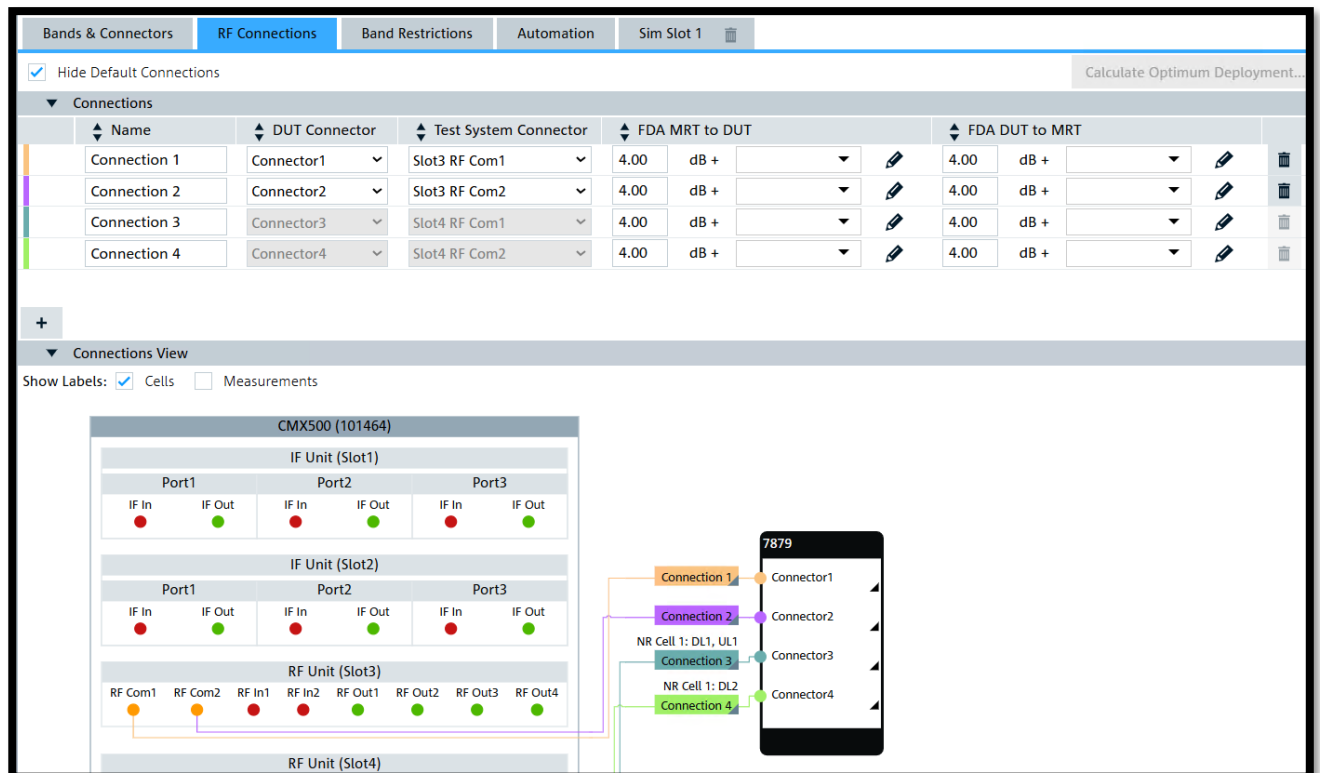 Bands & Connectors RF Connections Band Restrictions Automation Sim Slot 1
Hide Default Connections Calculate Optimum Deployment...
Connections
Name DUT Connector Test System Connector FDA MRT to DUT FDA DUT to MRT
Connection 1 Connector1 Slot3 RF Com1 4.00 dB + 4.00 dB +
Connection 2 Connector2 Slot3 RF Com2 4.00 dB + 4.00 dB +
Connection 3 Connector3 Slot4 RF Com1 4.00 dB + 4.00 dB +
Connection 4 Connector4 Slot4 RF Com2 4.00 dB + 4.00 dB +
+
Connections View
Show Labels: Cells Measurements
CMX500 (101464)
IF Unit (Slot1)
Port1 Port2 Port3
IF In IF Out IF In IF Out IF In IF Out
IF Unit (Slot2)
Port1 Port2 Port3
IF In IF Out IF In IF Out IF In IF Out
RF Unit (Slot3)
RF Com1 RF Com2 RF In1 RF In2 RF Out1 RF Out2 RF Out3 RF Out4
RF Unit (Slot4)
7879
Connection 1 Connector1
Connection 2 Connector2
NR Cell 1: DL1, UL1
Connection 3 Connector3
NR Cell 1: DL2
Connection 4 Connector4